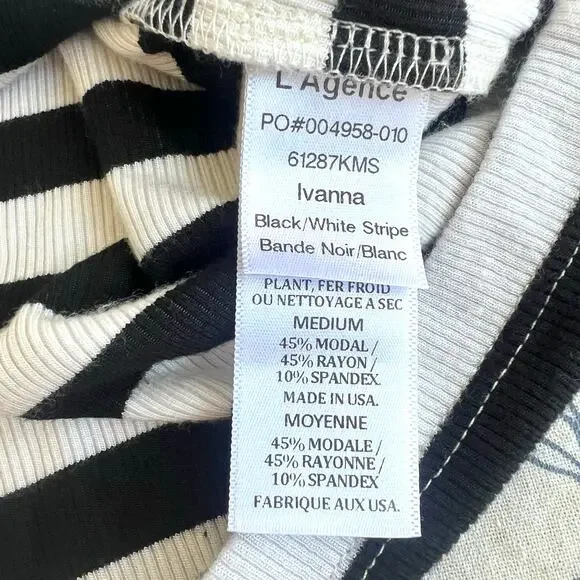 L'Agence
PO#004958-010
61287KMS
Ivanna
Black/White Stripe
Bande Noir/Blanc
PLANT, FER FROID
OU NETTOYAGE A SEC
MEDIUM
45% MODAL /
45% RAYON /
10% SPANDEX.
MADE IN USA.
MOYENNE
45% MODALE /
45% RAYONNE /
10% SPANDEX
FABRIQUE AUX USA.